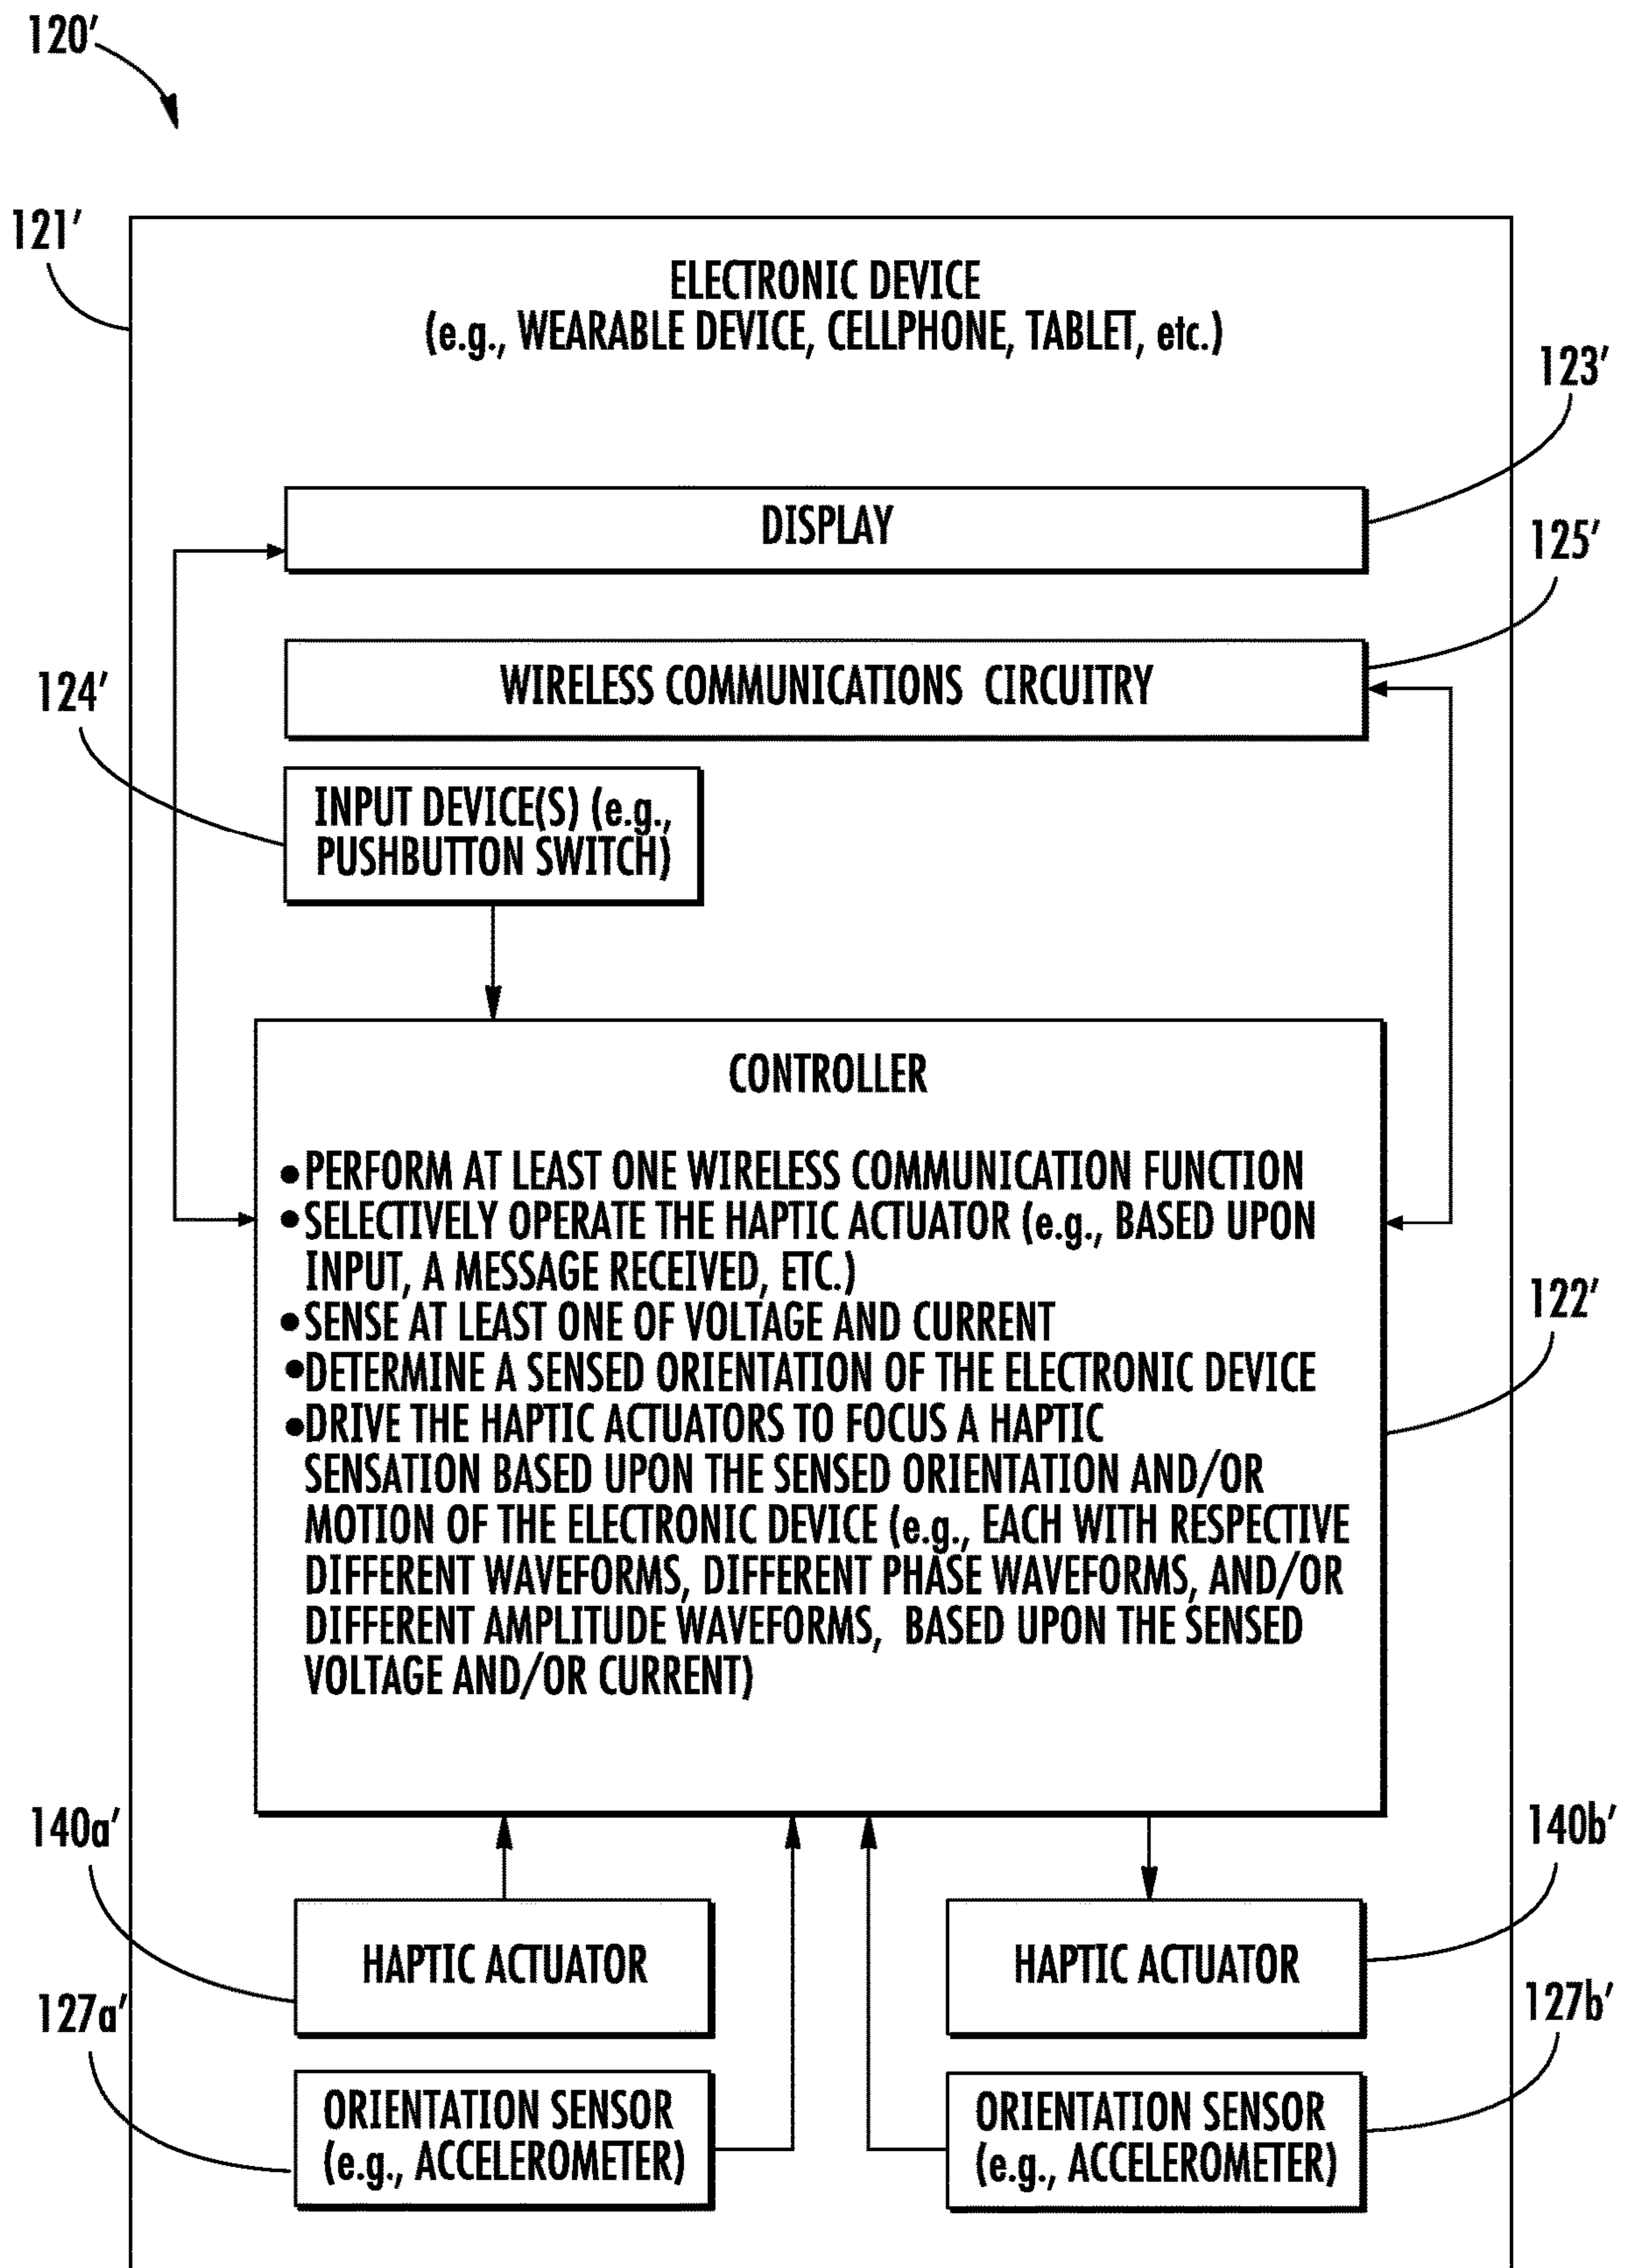 120′
121′
ELECTRONIC DEVICE
(e.g., WEARABLE DEVICE, CELLPHONE, TABLET, etc.)
123′
DISPLAY
125′
WIRELESS COMMUNICATIONS CIRCUITRY
124′
INPUT DEVICE(S) (e.g.,
PUSHBUTTON SWITCH)
CONTROLLER
•PERFORM AT LEAST ONE WIRELESS COMMUNICATION FUNCTION
•SELECTIVELY OPERATE THE HAPTIC ACTUATOR (e.g., BASED UPON
INPUT, A MESSAGE RECEIVED, ETC.)
•SENSE AT LEAST ONE OF VOLTAGE AND CURRENT
•DETERMINE A SENSED ORIENTATION OF THE ELECTRONIC DEVICE
•DRIVE THE HAPTIC ACTUATORS TO FOCUS A HAPTIC
SENSATION BASED UPON THE SENSED ORIENTATION AND/OR
MOTION OF THE ELECTRONIC DEVICE (e.g., EACH WITH RESPECTIVE
DIFFERENT WAVEFORMS, DIFFERENT PHASE WAVEFORMS, AND/OR
DIFFERENT AMPLITUDE WAVEFORMS, BASED UPON THE SENSED
VOLTAGE AND/OR CURRENT)
122′
140a′
HAPTIC ACTUATOR
140b′
HAPTIC ACTUATOR
127a′
ORIENTATION SENSOR
(e.g., ACCELEROMETER)
127b′
ORIENTATION SENSOR
(e.g., ACCELEROMETER)